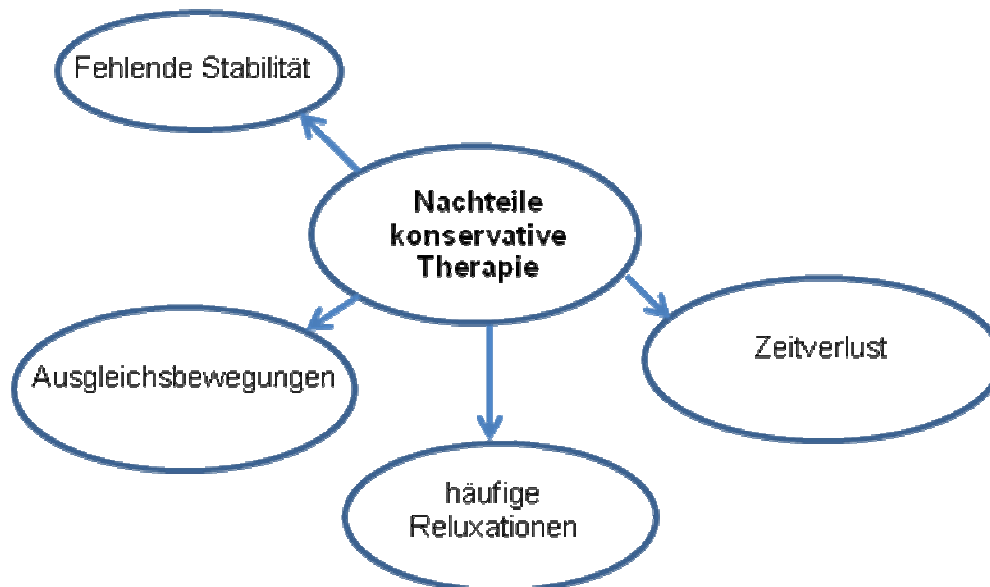 Fehlende Stabilität
Nachteile
konservative
Therapie
Zeitverlust
Ausgleichsbewegungen
häufige
Reluxationen